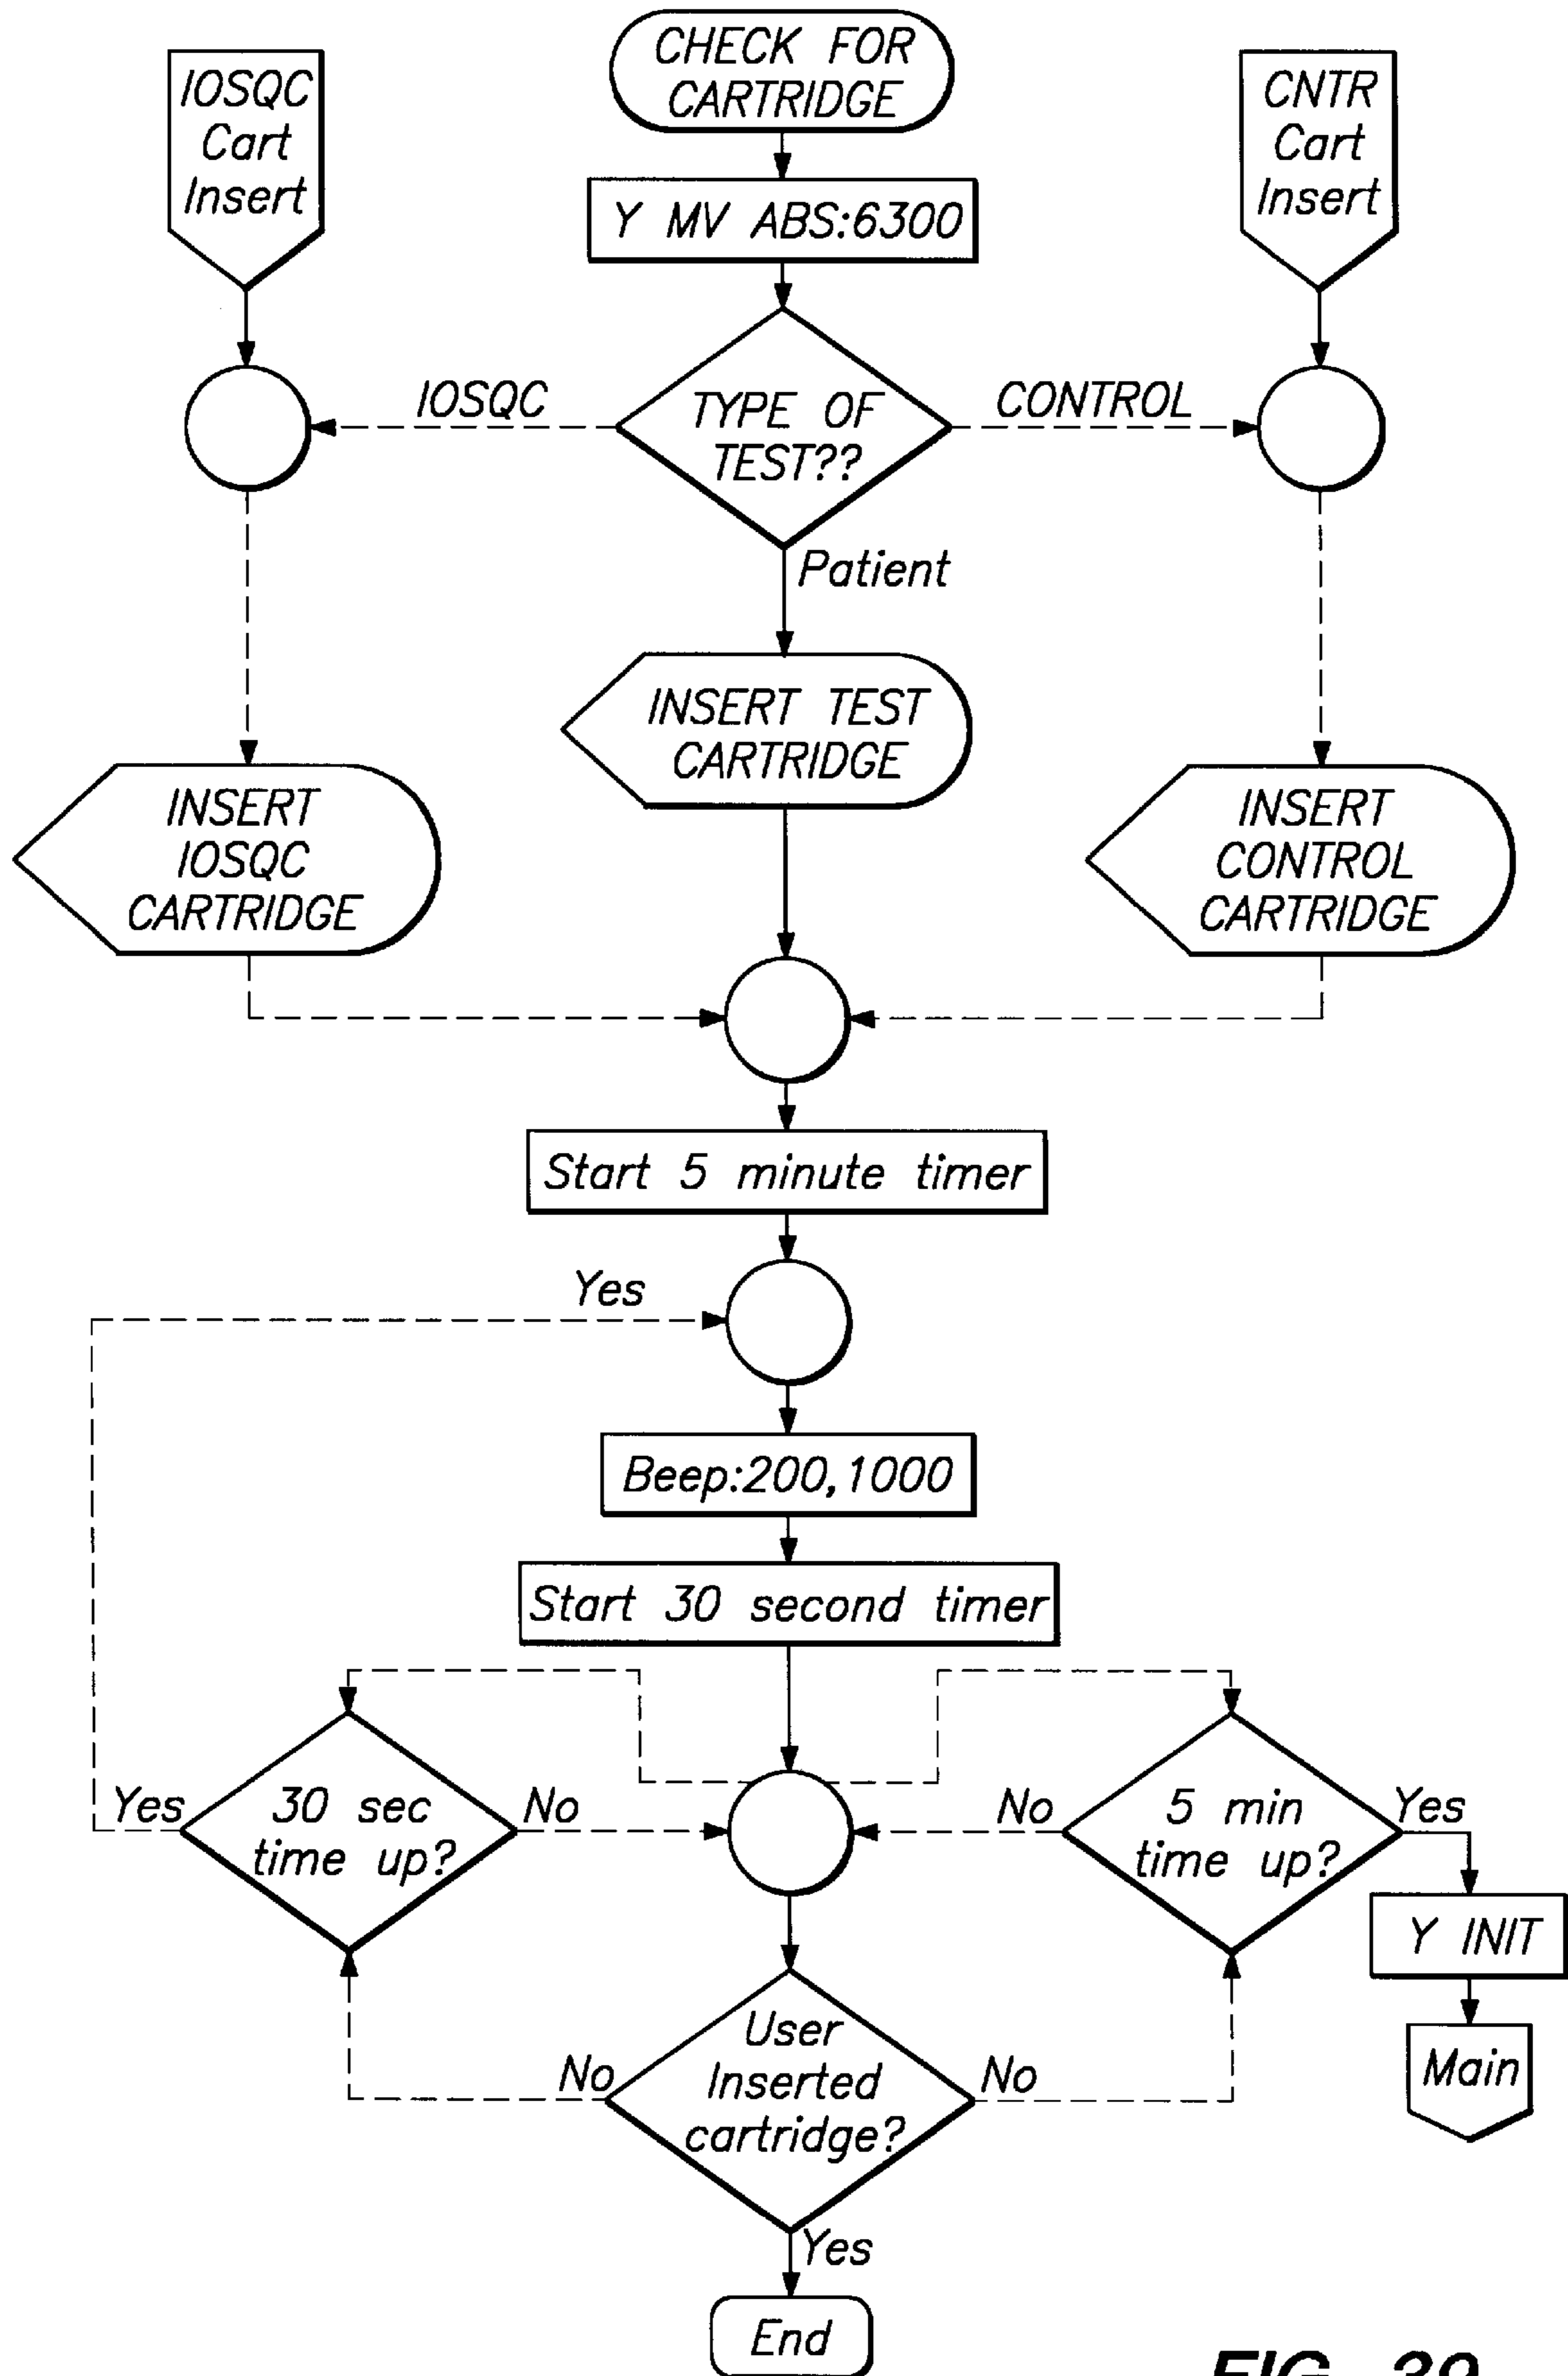 CHECK FOR
CARTRIDGE
IOSQC
Cart
Insert
CNTR
Cart
Insert
Y MV ABS:6300
IOSQC
TYPE OF
TEST??
CONTROL
Patient
INSERT TEST
CARTRIDGE
INSERT
IOSQC
CARTRIDGE
INSERT
CONTROL
CARTRIDGE
Start 5 minute timer
Yes
Beep:200,1000
Start 30 second timer
Yes
30 sec
time up?
No
No
5 min
time up?
Yes
Y INIT
Main
No
User
Inserted
cartridge?
No
Yes
End
FIG. 39